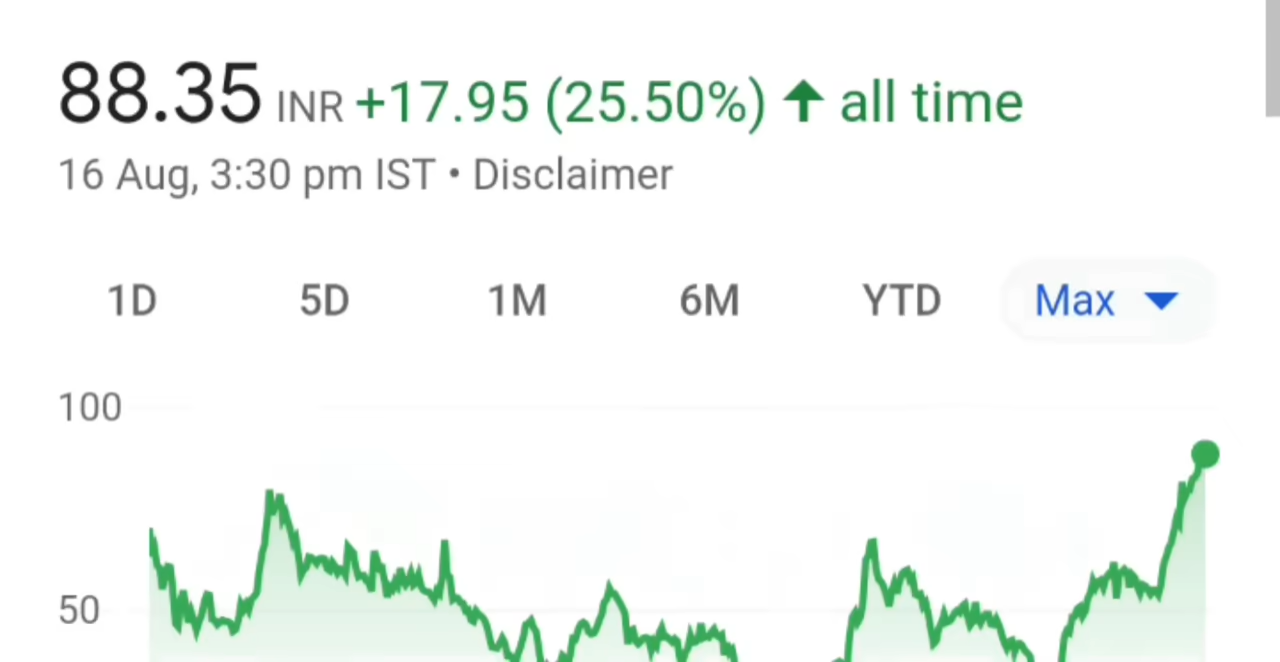 88.35 INR +17.95 (25.50%) ↑ all time
16 Aug, 3:30 pm IST • Disclaimer
1D 5D 1M 6M YTD Max
100
50